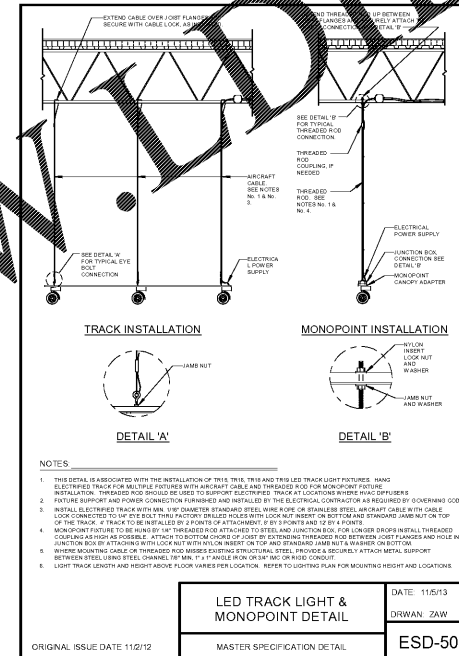 EXTEND CABLE OVER JOIST FLANGE
SECURE WITH CABLE LOCK, AS
UP BETWEEN
CONNECTION DETAIL 'B'
SEE DETAIL 'B'
FOR TYPICAL
THREADED ROD
CONNECTION.
THREADED
ROD
COUPLING, IF
NEEDED
AIRCRAFT
CABLE.
SEE NOTES
No. 1 & No.
3.
THREADED
ROD. SEE
NOTES No. 1 &
No. 4.
SEE DETAIL 'A'
FOR TYPICAL EYE
BOLT
CONNECTION
ELECTRICA
L POWER
SUPPLY
ELECTRICAL
POWER SUPPLY
JUNCTION BOX,
CONNECTION SEE
DETAIL 'B'
MONOPOINT
CANOPY ADAPTER
TRACK INSTALLATION
MONOPOINT INSTALLATION
JAMB NUT
NYLON
INSERT
LOCK NUT
AND
WASHER
JAMB NUT
AND WASHER
DETAIL 'A'
DETAIL 'B'
NOTES:
1. THIS DETAIL IS ASSOCIATED WITH THE INSTALLATION OF TR15, TR16, TR18 AND TR19 LED TRACK LIGHT FIXTURES. HANG
ELECTRIFIED TRACK FOR MULTIPLE FIXTURES WITH AIRCRAFT CABLE AND THREADED ROD FOR MONOPOINT FIXTURE
INSTALLATION. THREADED ROD SHOULD BE USED TO SUPPORT ELECTRIFIED TRACK AT LOCATIONS WHERE HVAC DIFFUSERS
2. FIXTURE SUPPORT AND POWER CONNECTION FURNISHED AND INSTALLED BY THE ELECTRICAL CONTRACTOR AS REQUIRED BY GOVERNING COD
3. INSTALL ELECTRIFIED TRACK WITH MIN. 1/16" DIAMETER STANDARD STEEL WIRE ROPE OR STAINLESS STEEL AIRCRAFT CABLE WITH CABLE
LOCK CONNECTED TO 1/4" EYE BOLT THRU FACTORY DRILLED HOLES WITH LOCK NUT INSERT ON BOTTOM AND STANDARD JAMB NUT ON TOP
OF THE TRACK. 4' TRACK TO BE INSTALLED BY 2 POINTS OF ATTACHMENT, 8' BY 3 POINTS AND 12 BY 4 POINTS.
4. MONOPOINT FIXTURE TO BE HUNG BY 1/4" THREADED ROD ATTACHED TO STEEL AND JUNCTION BOX, FOR LONGER DROPS INSTALL THREADED
COUPLING AS HIGH AS POSSIBLE. ATTACH TO BOTTOM CHORD OF JOIST BY EXTENDING THREADED ROD BETWEEN JOIST FLANGES AND HOLE IN
JUNCTION BOX BY ATTACHING WITH LOCK NUT WITH NYLON INSERT ON TOP AND STANDARD JAMB NUT & WASHER ON BOTTOM.
5. WHERE MOUNTING CABLE OR THREADED ROD MISSES EXISTING STRUCTURAL STEEL, PROVIDE & SECURELY ATTACH METAL SUPPORT
BETWEEN STEEL USING STEEL CHANNEL 7/8" MIN, 1" x 1" ANGLE IRON OR 3/4" IMC OR RIGID CONDUIT.
6. LIGHT TRACK LENGTH AND HEIGHT ABOVE FLOOR VARIES PER LOCATION. REFER TO LIGHTING PLAN FOR MOUNTING HEIGHT AND LOCATIONS.
LED TRACK LIGHT &
MONOPOINT DETAIL
DATE: 11/5/13
DRWAN: ZAW
ORIGINAL ISSUE DATE 11/2/12
MASTER SPECIFICATION DETAIL
ESD-50